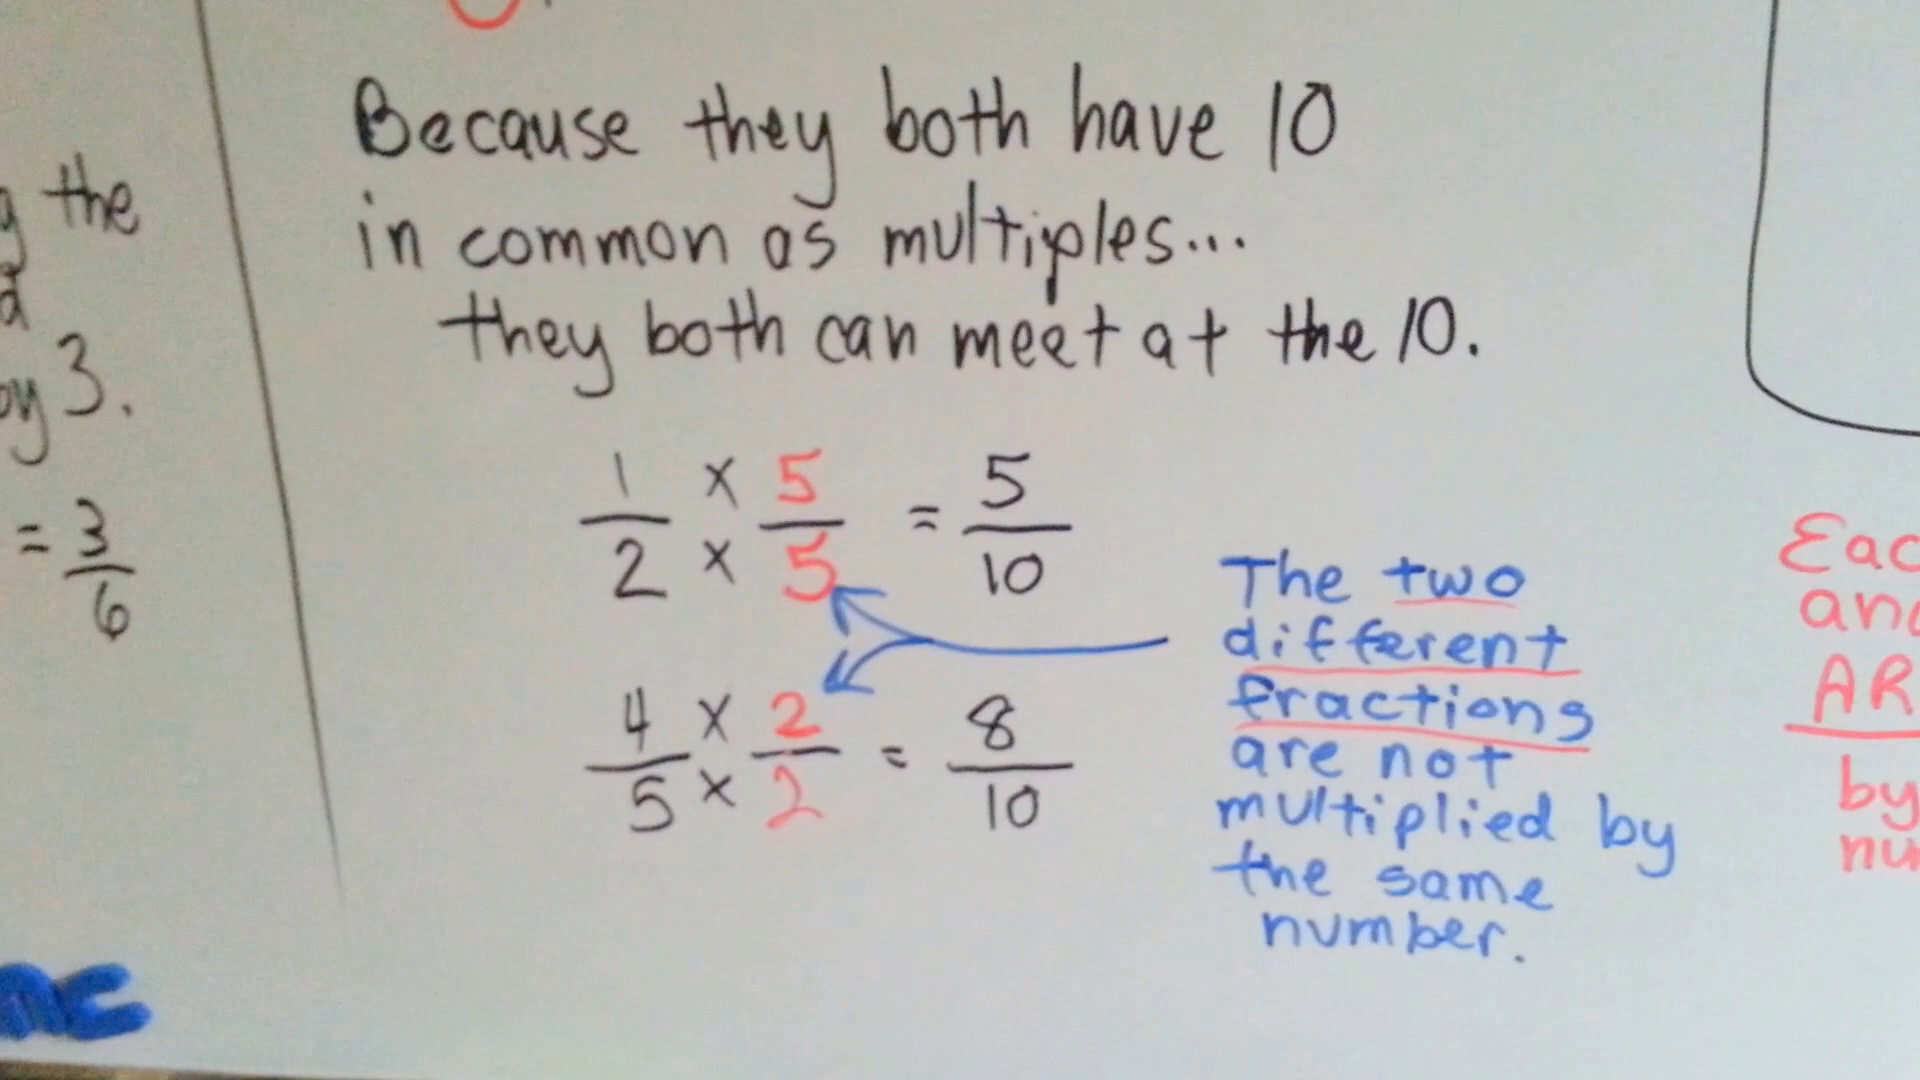 g the
by 3.
= 3/6
Because they both have 10
in common as multiples...
they both can meet at the 10.
1/2 × 5/5 = 5/10
4/5 × 2/2 = 8/10
The two
different
fractions
are not
multiplied by
the same
number.
Eac
and
AR
by
nu